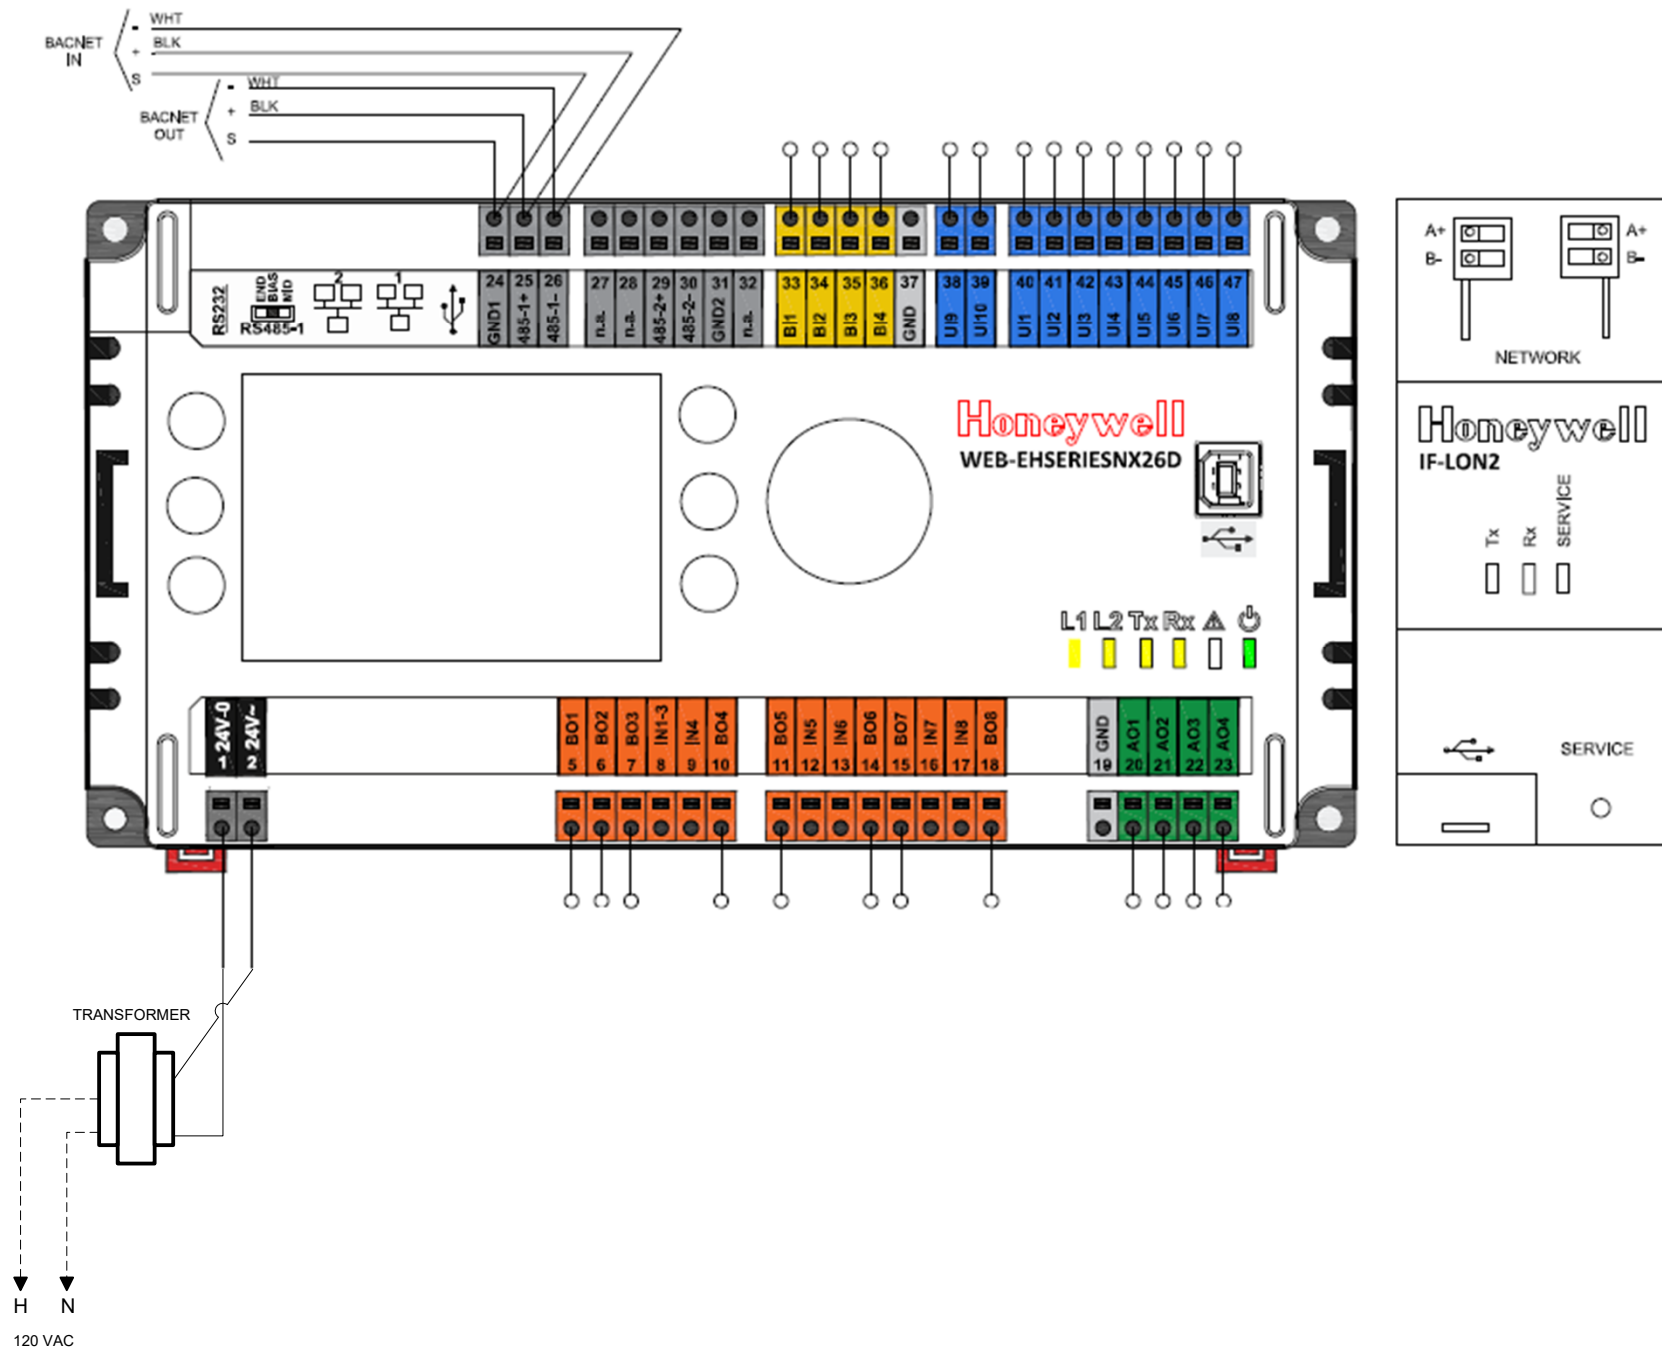 WHT
BACNET
IN
- 
+ BLK
S
WHT
-
BACNET
OUT
+ BLK
S
RS232
END
BIAS
MID
RS485-1
2
1
24 25 26 27 28 29 30 31 32 33 34 35 36 37 38 39 40 41 42 43 44 45 46 47
GND1 485-1+ 485-1- n.a. n.a. 485-2+ 485-2- GND2 n.a. BI1 BI2 BI3 BI4 GND UI9 UI10 UI1 UI2 UI3 UI4 UI5 UI6 UI7 UI8
A+ A+
B- B-
NETWORK
Honeywell
WEB-EHSERIESNX26D
Honeywell
IF-LON2
Tx Rx SERVICE
L1 L2 Tx Rx
24V-0 24V~ BO1 BO2 BO3 IN1-3 IN4 BO4 BO5 IN5 IN6 BO6 BO7 IN7 IN8 BO8 GND AO1 AO2 AO3 AO4
1 2 5 6 7 8 9 10 11 12 13 14 15 16 17 18 19 20 21 22 23
SERVICE
TRANSFORMER
H N
120 VAC